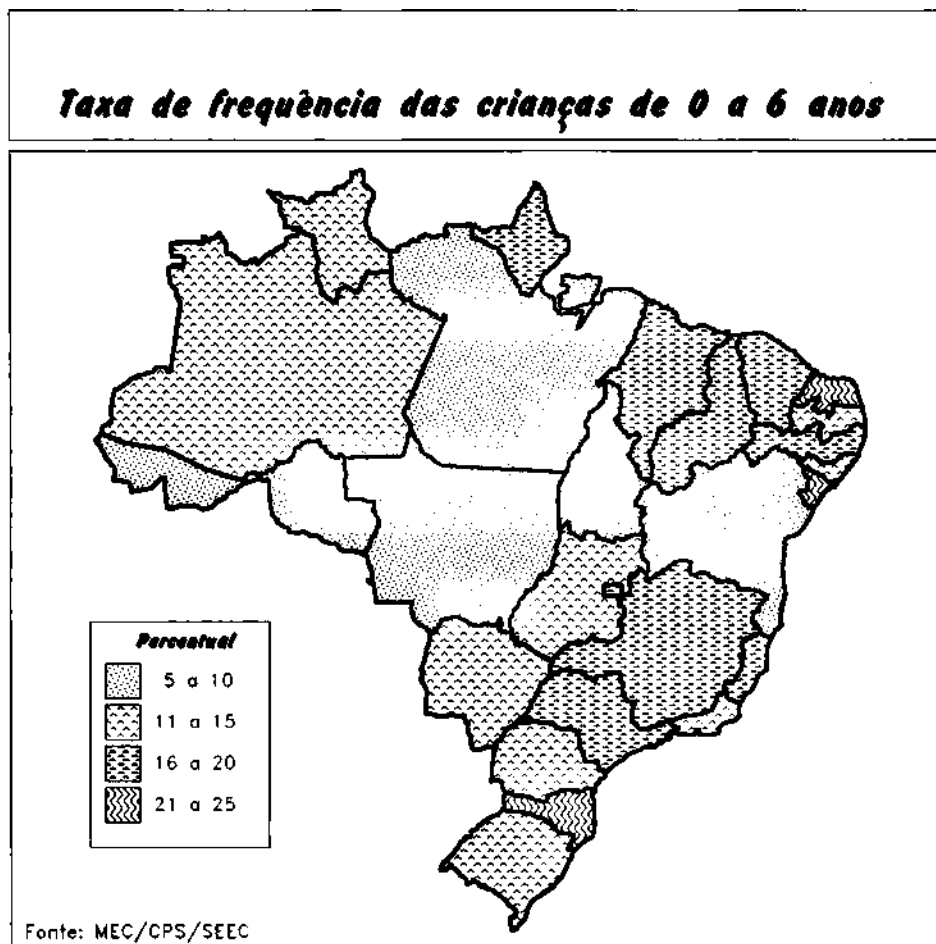 Taxa de frequência das crianças de 0 a 6 anos
Percentual
5 a 10
11 a 15
16 a 20
21 a 25
Fonte: MEC/CPS/SEEC